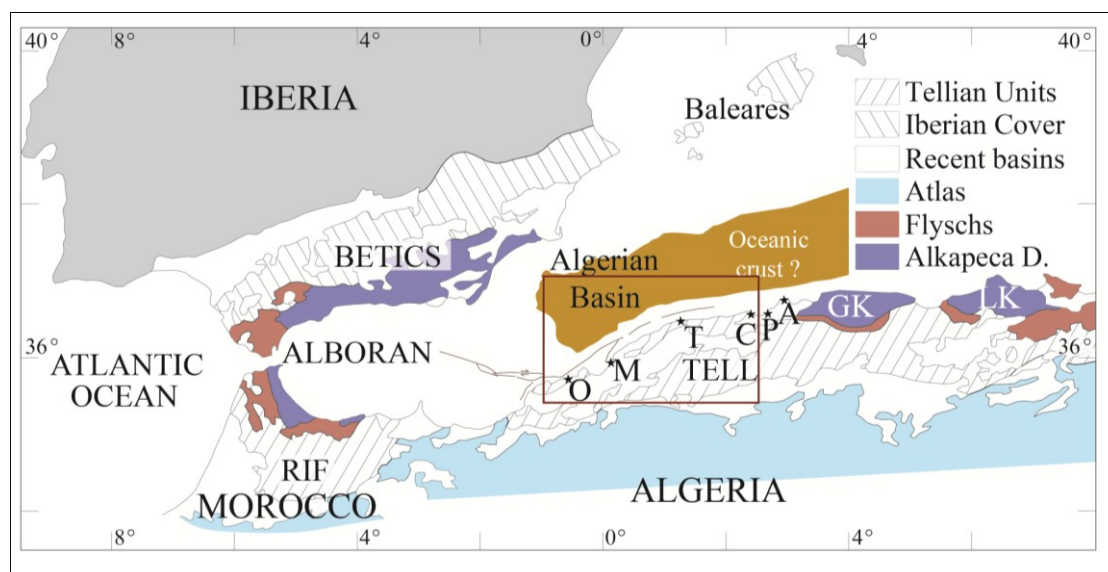 40°
8°
4°
0°
4°
40°
IBERIA
Baleares
Tellian Units
Iberian Cover
Recent basins
Atlas
Flyschs
Alkapeca D.
BETICS
Algerian
Basin
Oceanic
crust ?
GK
LK
A
P
C
T
M
O
TELL
36°
36°
ALBORAN
ATLANTIC
OCEAN
RIF
MOROCCO
ALGERIA
8°
4°
0°
4°